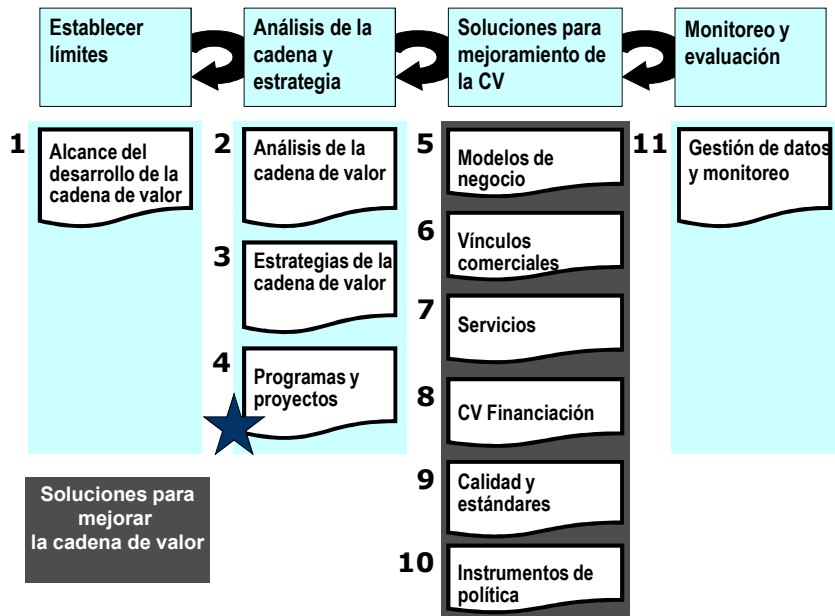 Establecer
límites
Análisis de la
cadena y
estrategia
Soluciones para
mejoramiento de
la CV
Monitoreo y
evaluación
1
Alcance del
desarrollo de la
cadena de valor
2
Análisis de la
cadena de valor
3
Estrategias de la
cadena de valor
4
Programas y
proyectos
5
Modelos de
negocio
6
Vínculos
comerciales
7
Servicios
8
CV Financiación
9
Calidad y
estándares
10
Instrumentos de
política
11
Gestión de datos
y monitoreo
Soluciones para
mejorar
la cadena de valor